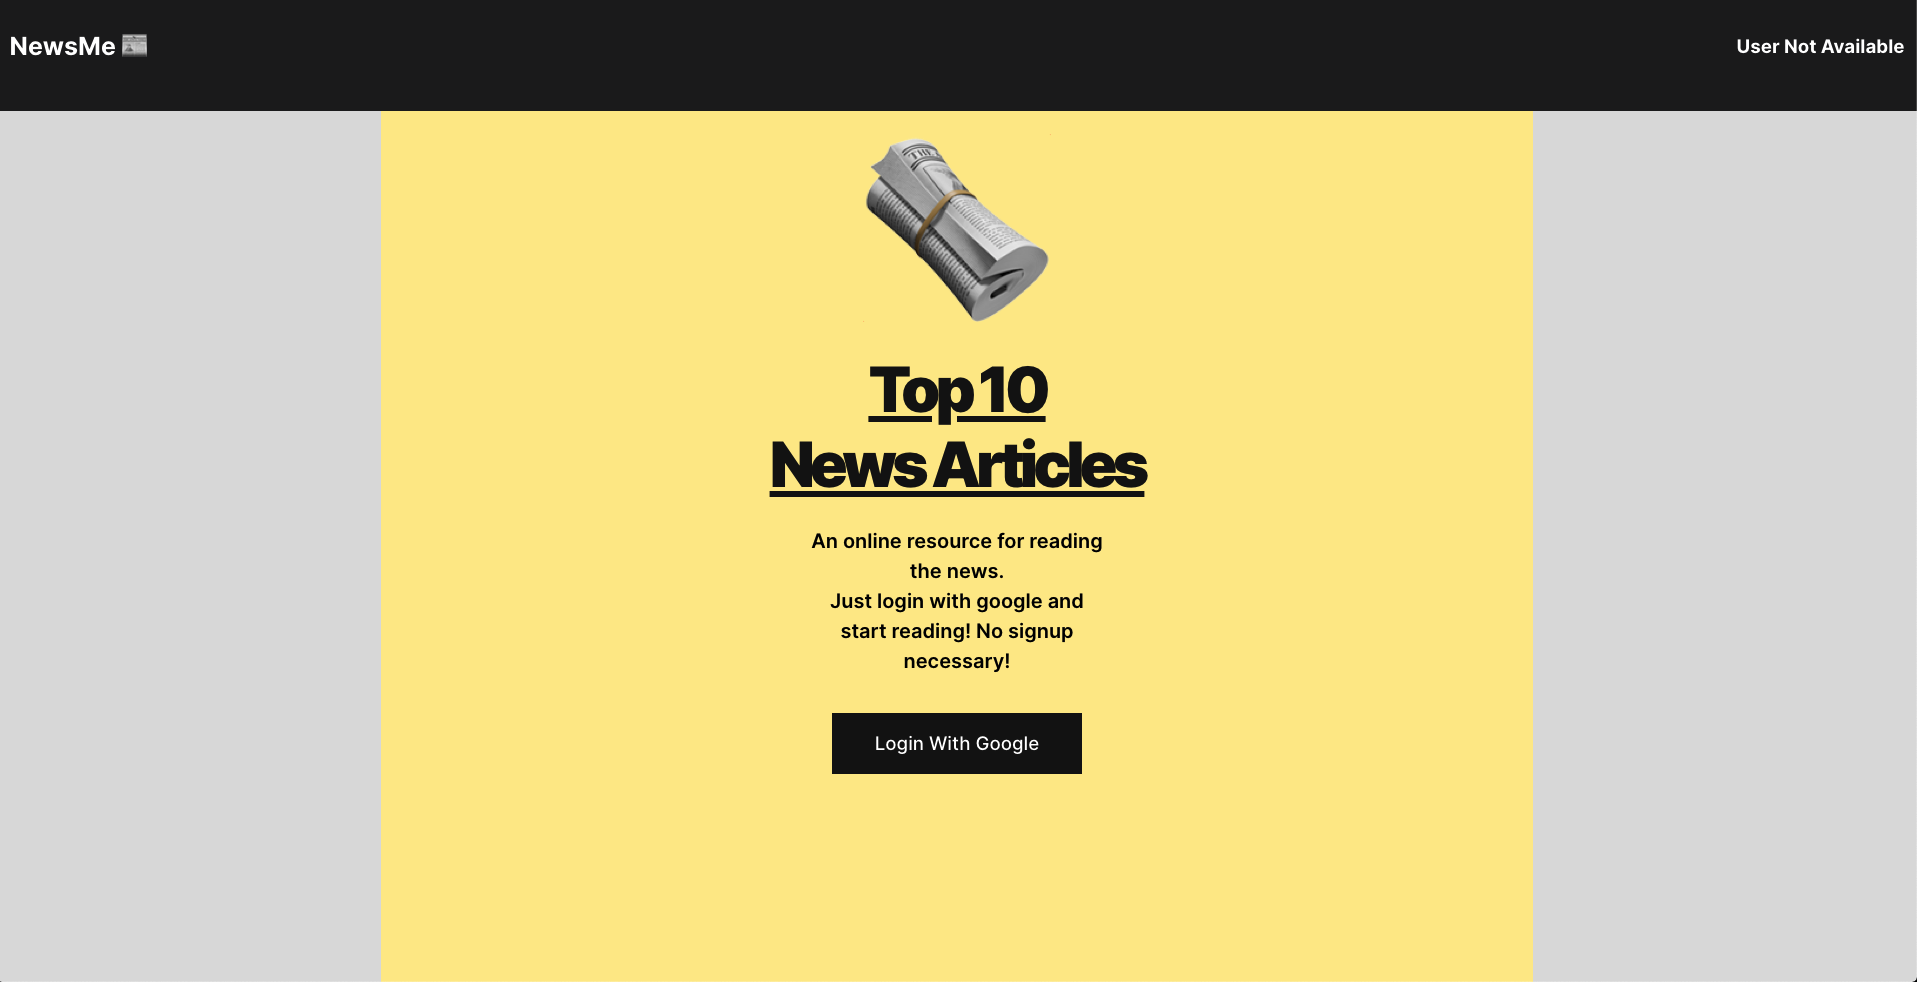 NewsMe
User Not Available
Top 10
News Articles
An online resource for reading
the news.
Just login with google and
start reading! No signup
necessary!
Login With Google